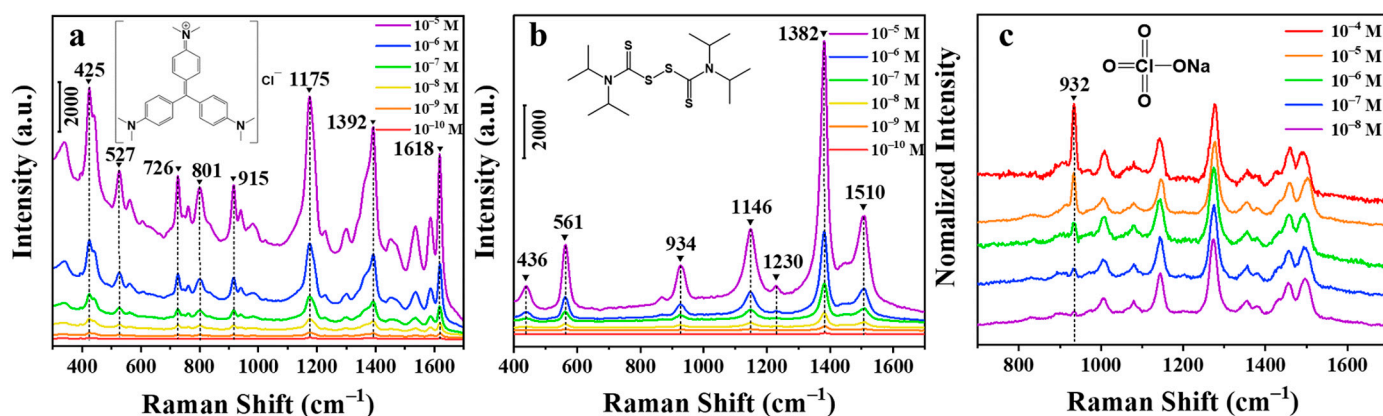 a
N⁺
N
N
Cl⁻
10⁻⁵ M
10⁻⁶ M
10⁻⁷ M
10⁻⁸ M
10⁻⁹ M
10⁻¹⁰ M
2000
425
527
726
801
915
1175
1392
1618
Intensity (a.u.)
400 600 800 1000 1200 1400 1600
Raman Shift (cm⁻¹)
b
S
N
S
S
N
S
10⁻⁵ M
10⁻⁶ M
10⁻⁷ M
10⁻⁸ M
10⁻⁹ M
10⁻¹⁰ M
2000
436
561
934
1146
1230
1382
1510
Intensity (a.u.)
400 600 800 1000 1200 1400 1600
Raman Shift (cm⁻¹)
c
O
O Cl ONa
O
10⁻⁴ M
10⁻⁵ M
10⁻⁶ M
10⁻⁷ M
10⁻⁸ M
932
Nomalized Intensity
800 1000 1200 1400 1600
Raman Shift (cm⁻¹)